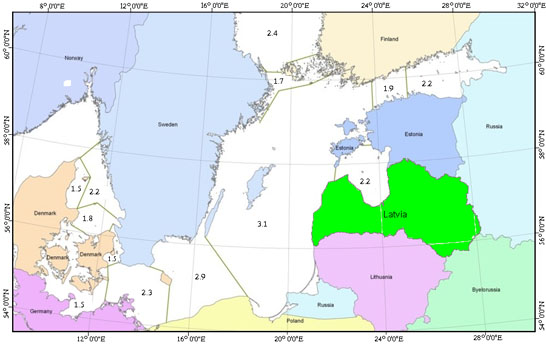 8°0'0"E 12°0'0"E 16°0'0"E 20°0'0"E 24°0'0"E 28°0'0"E 32°0'0"E
60°0'0"N
58°0'0"N
56°0'0"N
54°0'0"N
60°0'0"N
58°0'0"N
56°0'0"N
54°0'0"N
2.4
Finland
Norway
1.7
1.9
2.2
Sweden
Estonia
Russia
Estonia
1.5
2.2
2.2
Denmark
1.8
Latvia
3.1
Denmark
Denmark
1.5
2.9
Lithuania
Byelorussia
2.3
1.5
Germany
Russia
Poland
12°0'0"E 16°0'0"E 20°0'0"E 24°0'0"E 28°0'0"E